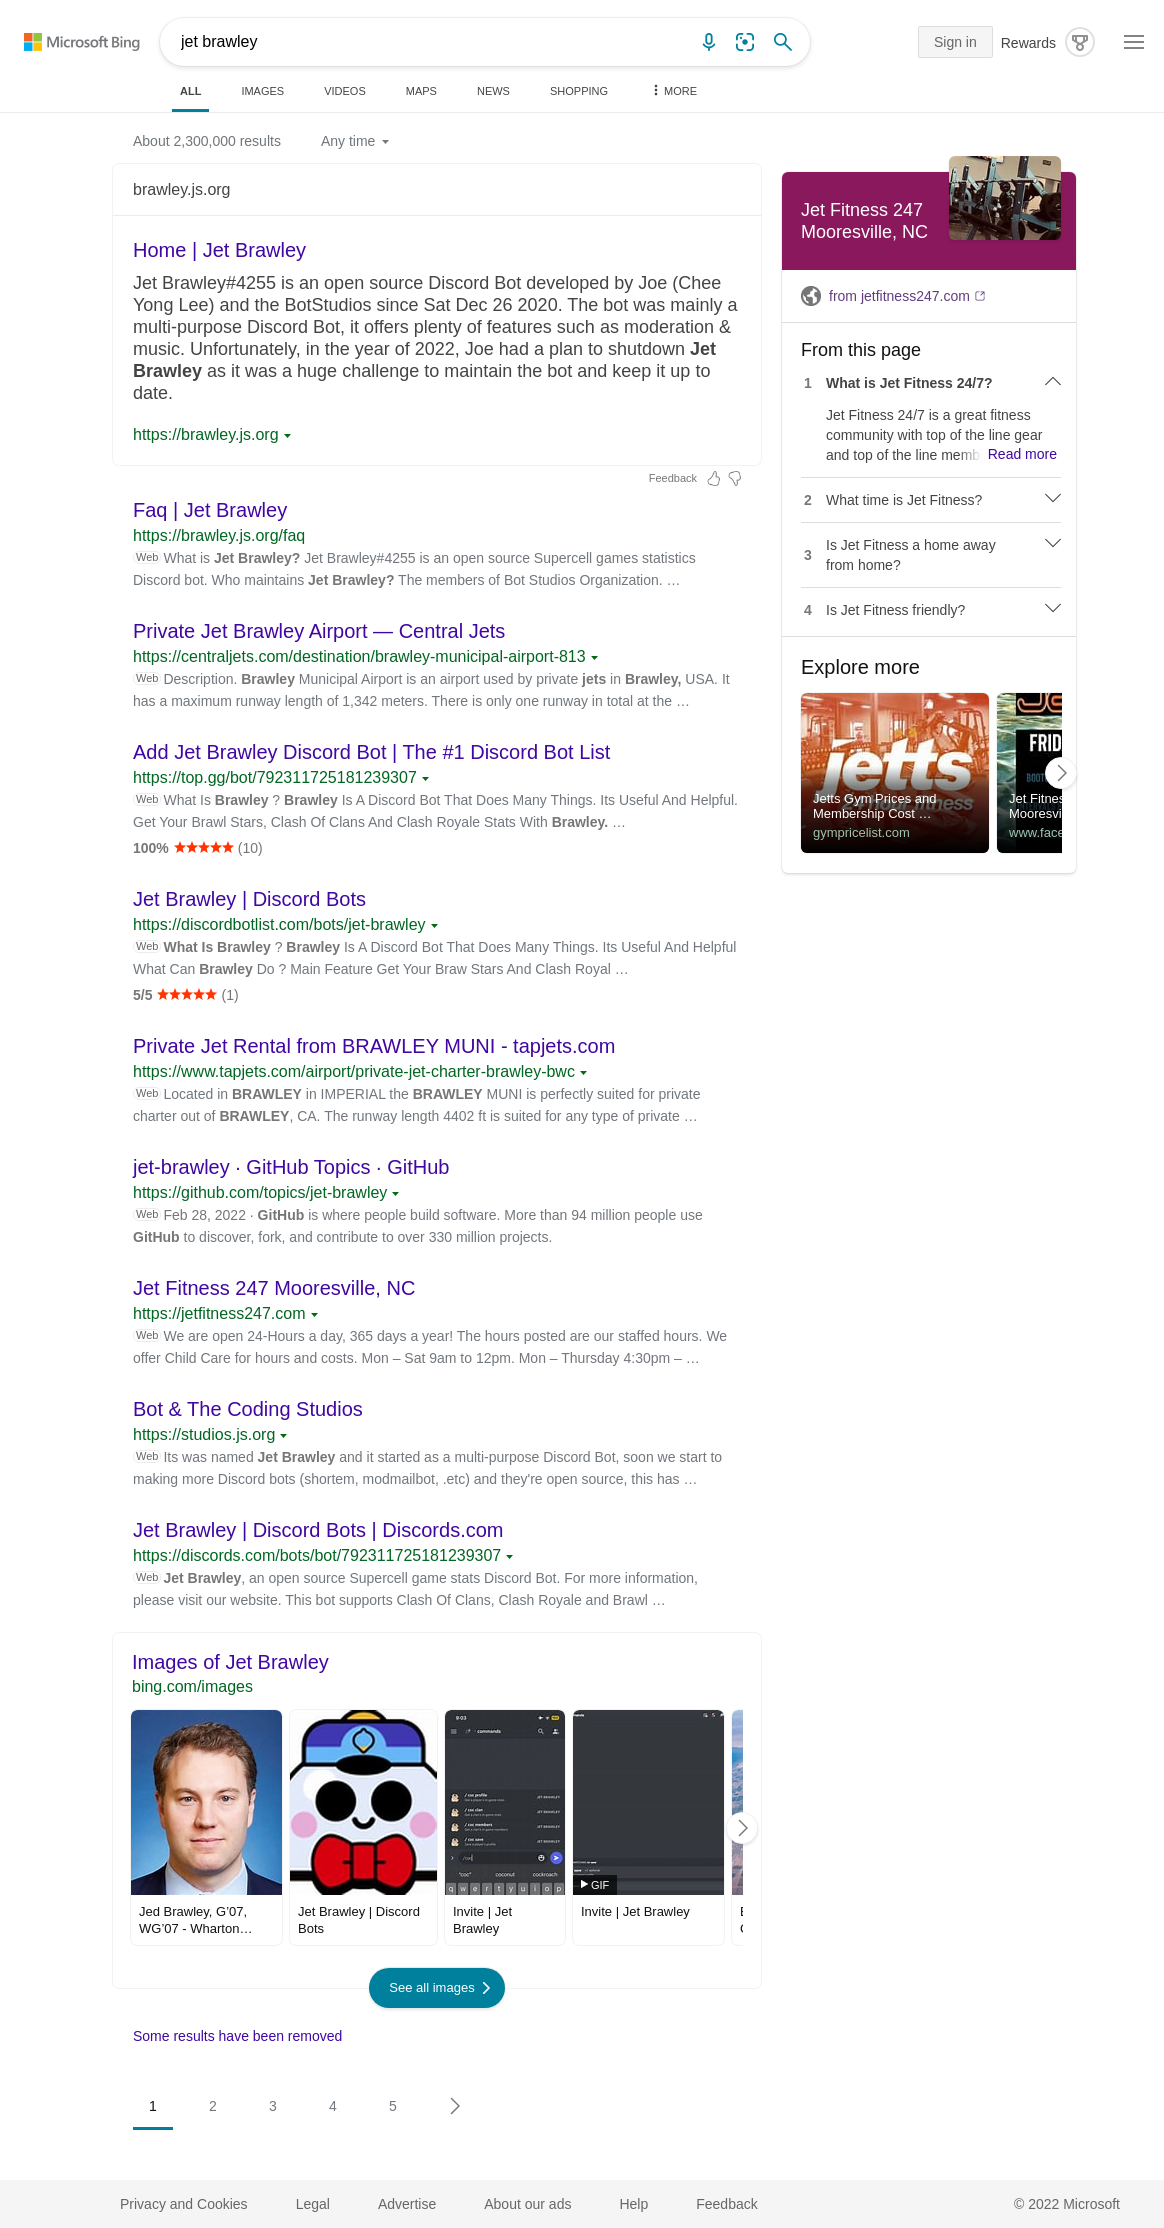 Microsoft Bing
jet brawley
Sign in
Rewards
ALL
IMAGES
VIDEOS
MAPS
NEWS
SHOPPING
MORE
About 2,300,000 results
Any time
brawley.js.org
Home | Jet Brawley
Jet Brawley#4255 is an open source Discord Bot developed by Joe (Chee
Yong Lee) and the BotStudios since Sat Dec 26 2020. The bot was mainly a
multi-purpose Discord Bot, it offers plenty of features such as moderation &
music. Unfortunately, in the year of 2022, Joe had a plan to shutdown Jet
Brawley as it was a huge challenge to maintain the bot and keep it up to
date.
https://brawley.js.org
Feedback
Faq | Jet Brawley
https://brawley.js.org/faq
Web What is Jet Brawley? Jet Brawley#4255 is an open source Supercell games statistics
Discord bot. Who maintains Jet Brawley? The members of Bot Studios Organization. …
Private Jet Brawley Airport — Central Jets
https://centraljets.com/destination/brawley-municipal-airport-813
Web Description. Brawley Municipal Airport is an airport used by private jets in Brawley, USA. It
has a maximum runway length of 1,342 meters. There is only one runway in total at the …
Add Jet Brawley Discord Bot | The #1 Discord Bot List
https://top.gg/bot/792311725181239307
Web What Is Brawley ? Brawley Is A Discord Bot That Does Many Things. Its Useful And Helpful.
Get Your Brawl Stars, Clash Of Clans And Clash Royale Stats With Brawley. …
100% ★★★★★ (10)
Jet Brawley | Discord Bots
https://discordbotlist.com/bots/jet-brawley
Web What Is Brawley ? Brawley Is A Discord Bot That Does Many Things. Its Useful And Helpful
What Can Brawley Do ? Main Feature Get Your Braw Stars And Clash Royal …
5/5 ★★★★★ (1)
Private Jet Rental from BRAWLEY MUNI - tapjets.com
https://www.tapjets.com/airport/private-jet-charter-brawley-bwc
Web Located in BRAWLEY in IMPERIAL the BRAWLEY MUNI is perfectly suited for private
charter out of BRAWLEY, CA. The runway length 4402 ft is suited for any type of private …
jet-brawley · GitHub Topics · GitHub
https://github.com/topics/jet-brawley
Web Feb 28, 2022 · GitHub is where people build software. More than 94 million people use
GitHub to discover, fork, and contribute to over 330 million projects.
Jet Fitness 247 Mooresville, NC
https://jetfitness247.com
Web We are open 24-Hours a day, 365 days a year! The hours posted are our staffed hours. We
offer Child Care for hours and costs. Mon – Sat 9am to 12pm. Mon – Thursday 4:30pm – …
Bot & The Coding Studios
https://studios.js.org
Web Its was named Jet Brawley and it started as a multi-purpose Discord Bot, soon we start to
making more Discord bots (shortem, modmailbot, .etc) and they're open source, this has …
Jet Brawley | Discord Bots | Discords.com
https://discords.com/bots/bot/792311725181239307
Web Jet Brawley, an open source Supercell game stats Discord Bot. For more information,
please visit our website. This bot supports Clash Of Clans, Clash Royale and Brawl …
Images of Jet Brawley
bing.com/images
9:03
commands
/ coc profile
/ coc clan
/ coc members
/ coc save
JET BRAWLEY
JET BRAWLEY
JET BRAWLEY
JET BRAWLEY
/coc
"coc" coconut cockroach
q w e r t y u i o p
GIF
Jed Brawley, G'07,
WG'07 - Wharton…
Jet Brawley | Discord
Bots
Invite | Jet
Brawley
Invite | Jet Brawley
See all images
Some results have been removed
1 2 3 4 5
Jet Fitness 247
Mooresville, NC
from jetfitness247.com
From this page
1 What is Jet Fitness 24/7?
Jet Fitness 24/7 is a great fitness
community with top of the line gear
and top of the line memb Read more
2 What time is Jet Fitness?
3 Is Jet Fitness a home away
from home?
4 Is Jet Fitness friendly?
Explore more
jetts
24 hour fitness
Jetts Gym Prices and
Membership Cost …
gympricelist.com
FRID
BOOT
Jet Fitnes
Mooresvi
www.face
Privacy and Cookies
Legal
Advertise
About our ads
Help
Feedback
© 2022 Microsoft